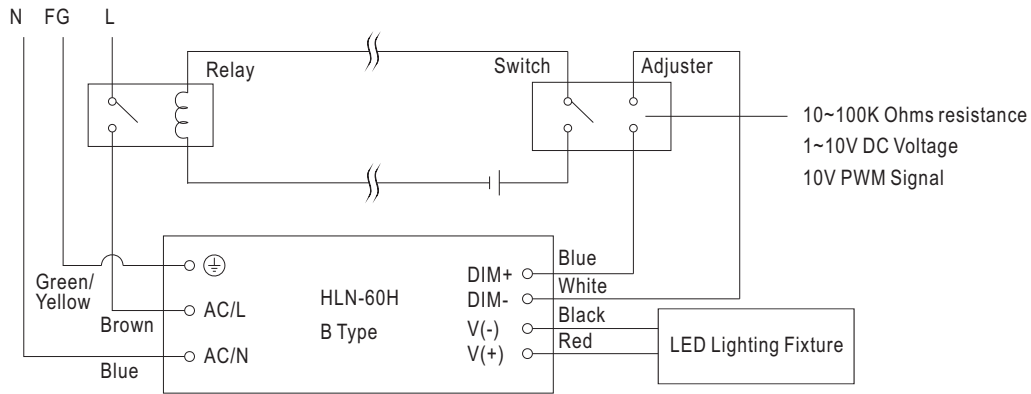 N FG L
Relay
Switch
Adjuster
10~100K Ohms resistance
1~10V DC Voltage
10V PWM Signal
Green/
Yellow
Brown
Blue
AC/L
AC/N
HLN-60H
B Type
DIM+
DIM-
V(-)
V(+)
Blue
White
Black
Red
LED Lighting Fixture